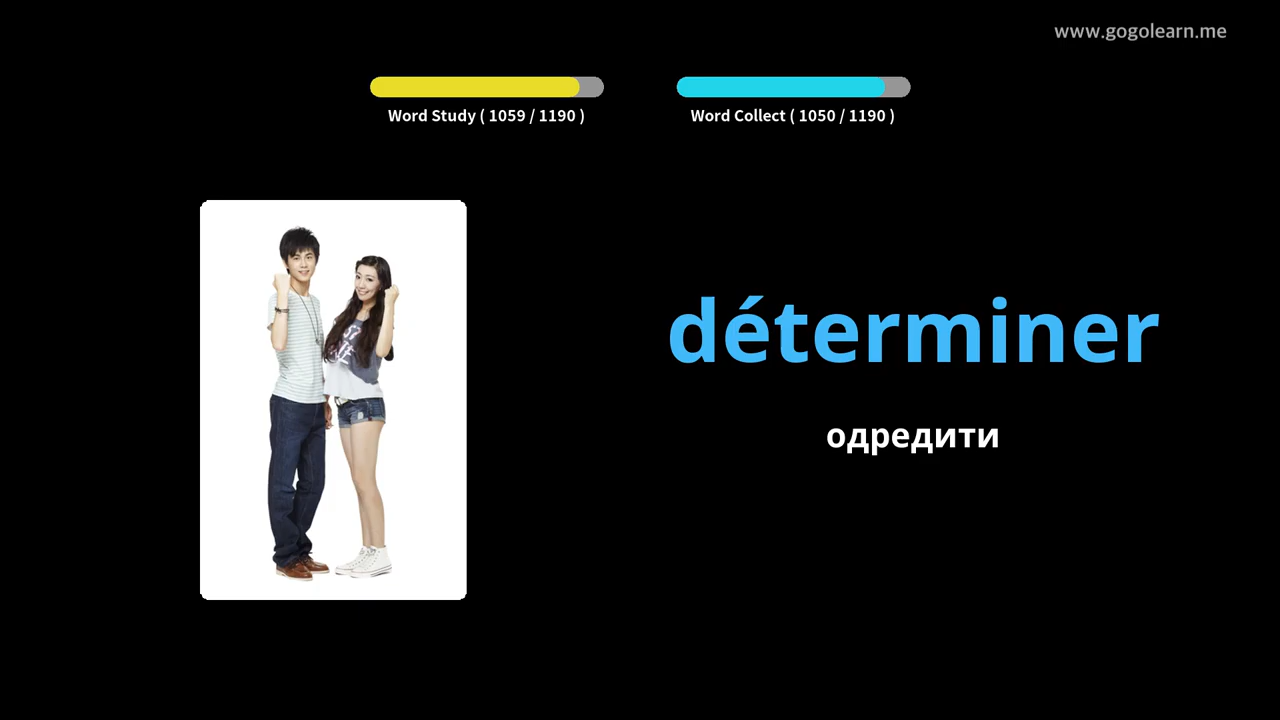 www.gogolearn.me
Word Study ( 1059 / 1190 )
Word Collect ( 1050 / 1190 )
déterminer
одредити